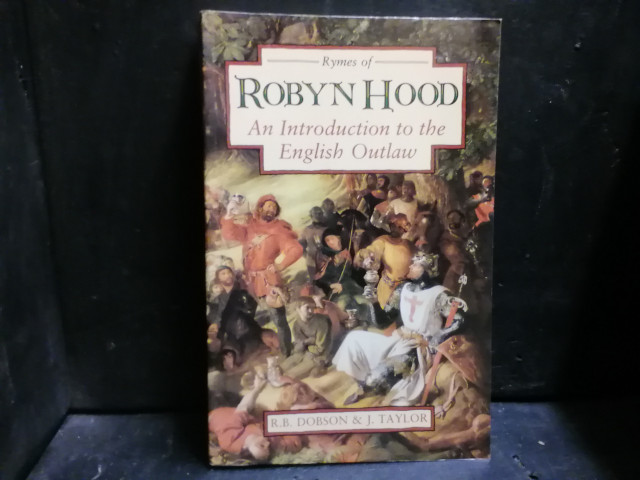 Rymes of
ROBYN HOOD
An Introduction to the
English Outlaw
R.B. DOBSON & J. TAYLOR